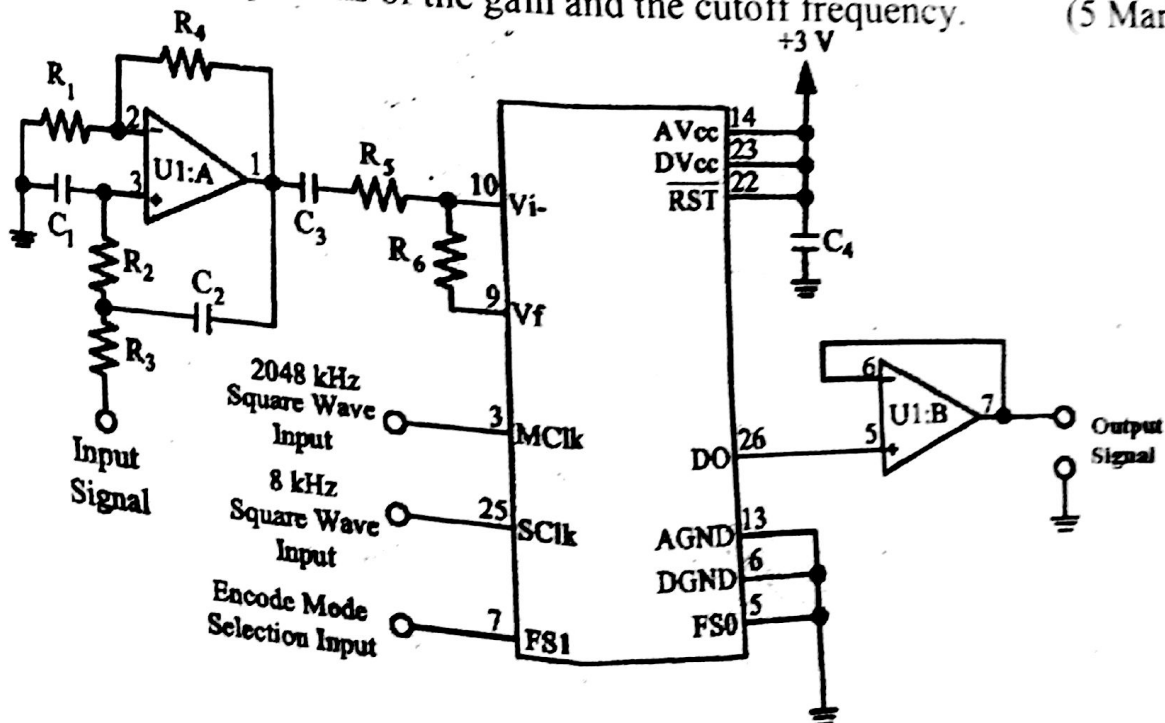 of the gain and the cutoff frequency. (5 Mar
+3 V
R4
R1
2
-
U1:A
1
3
+
C1
R2
C2
R3
Input
Signal
C3
R5
R6
10
Vi-
9
Vf
2048 kHz
Square Wave
Input
3
MClk
8 kHz
Square Wave
Input
25
SClk
Encode Mode
Selection Input
7
FS1
AVcc
14
DVcc
23
RST
22
C4
DO
26
6
-
U1:B
7
5
+
Output
Signal
AGND
13
DGND
6
FS0
5